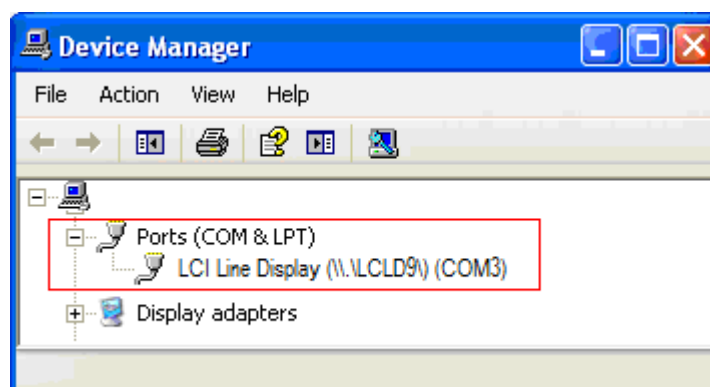 Device Manager
File Action View Help
Ports (COM & LPT)
LCI Line Display (\\.\LCLD9\) (COM3)
Display adapters